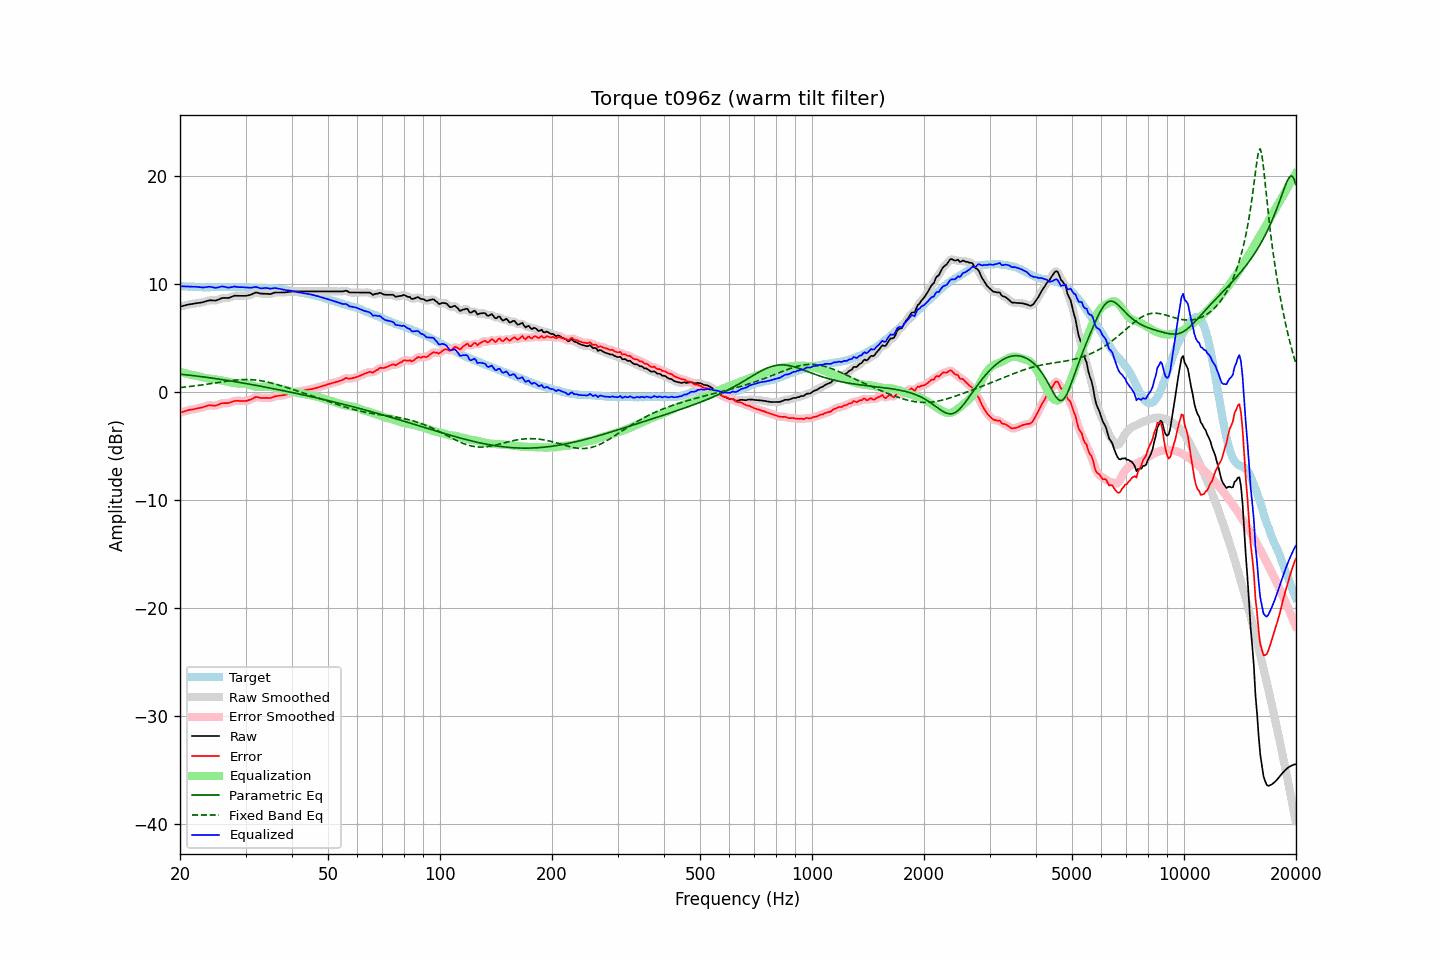 Torque t096z (warm tilt filter)
Amplitude (dBr)
20
10
0
−10
−20
−30
−40
Target
Raw Smoothed
Error Smoothed
Raw
Error
Equalization
Parametric Eq
Fixed Band Eq
Equalized
20 50 100 200 500 1000 2000 5000 10000 20000
Frequency (Hz)